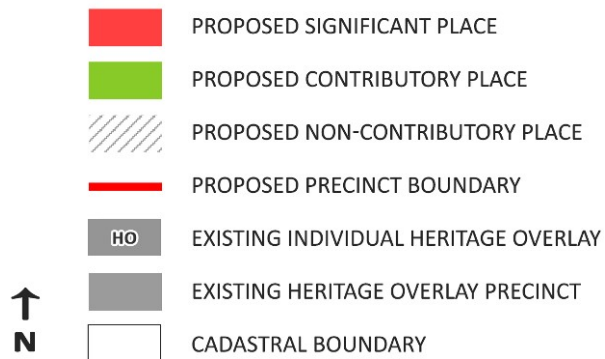 PROPOSED SIGNIFICANT PLACE
PROPOSED CONTRIBUTORY PLACE
PROPOSED NON-CONTRIBUTORY PLACE
PROPOSED PRECINCT BOUNDARY
HO EXISTING INDIVIDUAL HERITAGE OVERLAY
EXISTING HERITAGE OVERLAY PRECINCT
N CADASTRAL BOUNDARY